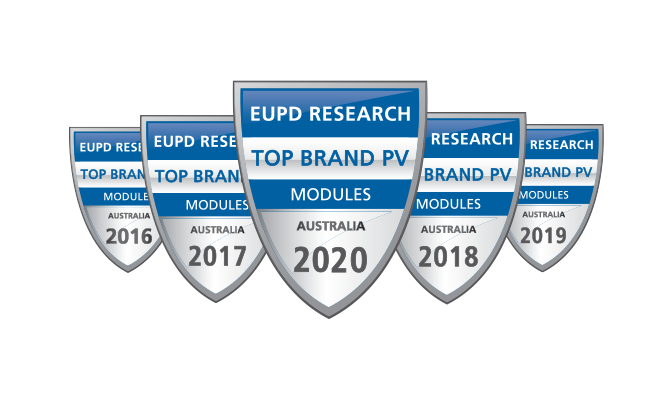 EUPD RESE
TOP BRAN
MODULES
AUSTRALIA
2016
EUPD RESEA
TOP BRAN
MODULES
AUSTRALIA
2017
EUPD RESEARCH
TOP BRAND PV
MODULES
AUSTRALIA
2020
RESEARCH
BRAND PV
MODULES
AUSTRALIA
2018
RESEARCH
BRAND PV
MODULES
AUSTRALIA
2019